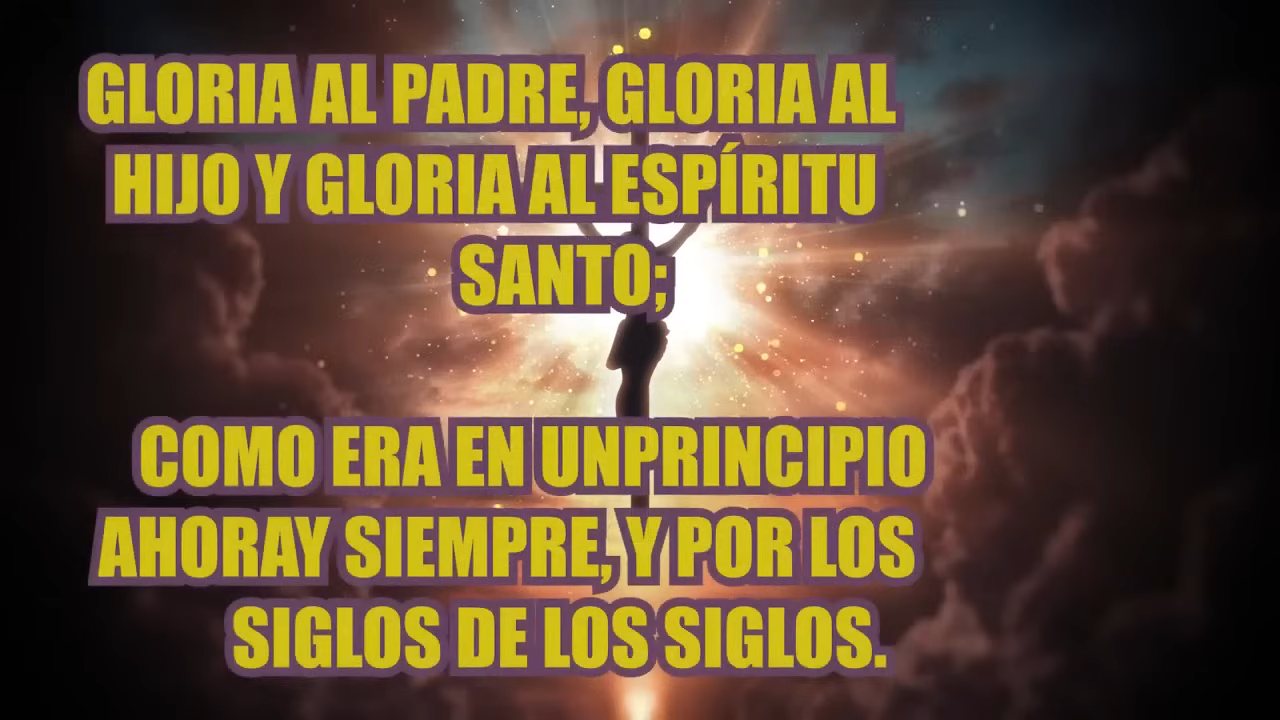 GLORIA AL PADRE, GLORIA AL
HIJO Y GLORIA AL ESPÍRITU
SANTO;
COMO ERA EN UNPRINCIPIO
AHORAY SIEMPRE, Y POR LOS
SIGLOS DE LOS SIGLOS.